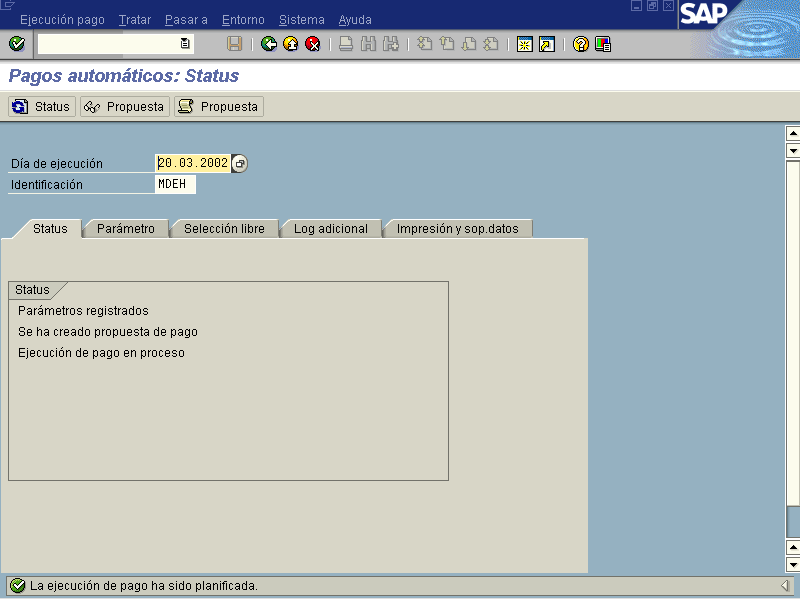 Ejecución pago Tratar Pasar a Entorno Sistema Ayuda
SAP
Pagos automáticos: Status
Status Propuesta Propuesta
Día de ejecución 20.03.2002
Identificación MDEH
Status Parámetro Selección libre Log adicional Impresión y sop.datos
Status
Parámetros registrados
Se ha creado propuesta de pago
Ejecución de pago en proceso
La ejecución de pago ha sido planificada.